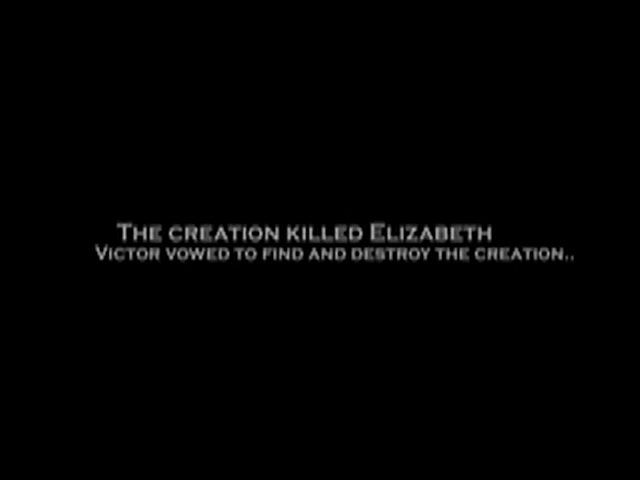 The creation killed Elizabeth
Victor vowed to find and destroy the creation..